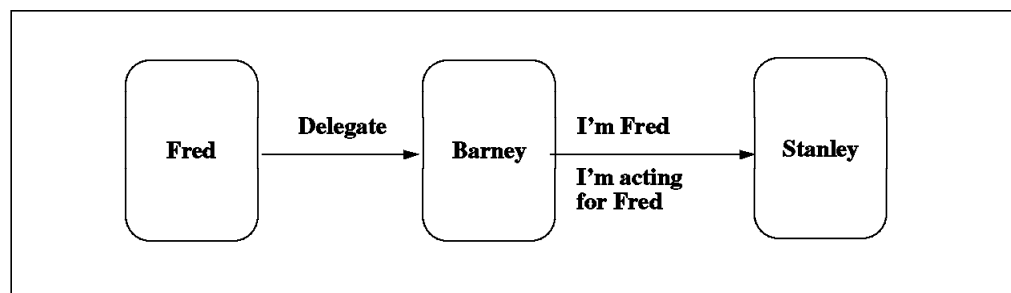 Fred
Delegate
Barney
I'm Fred
I'm acting
for Fred
Stanley